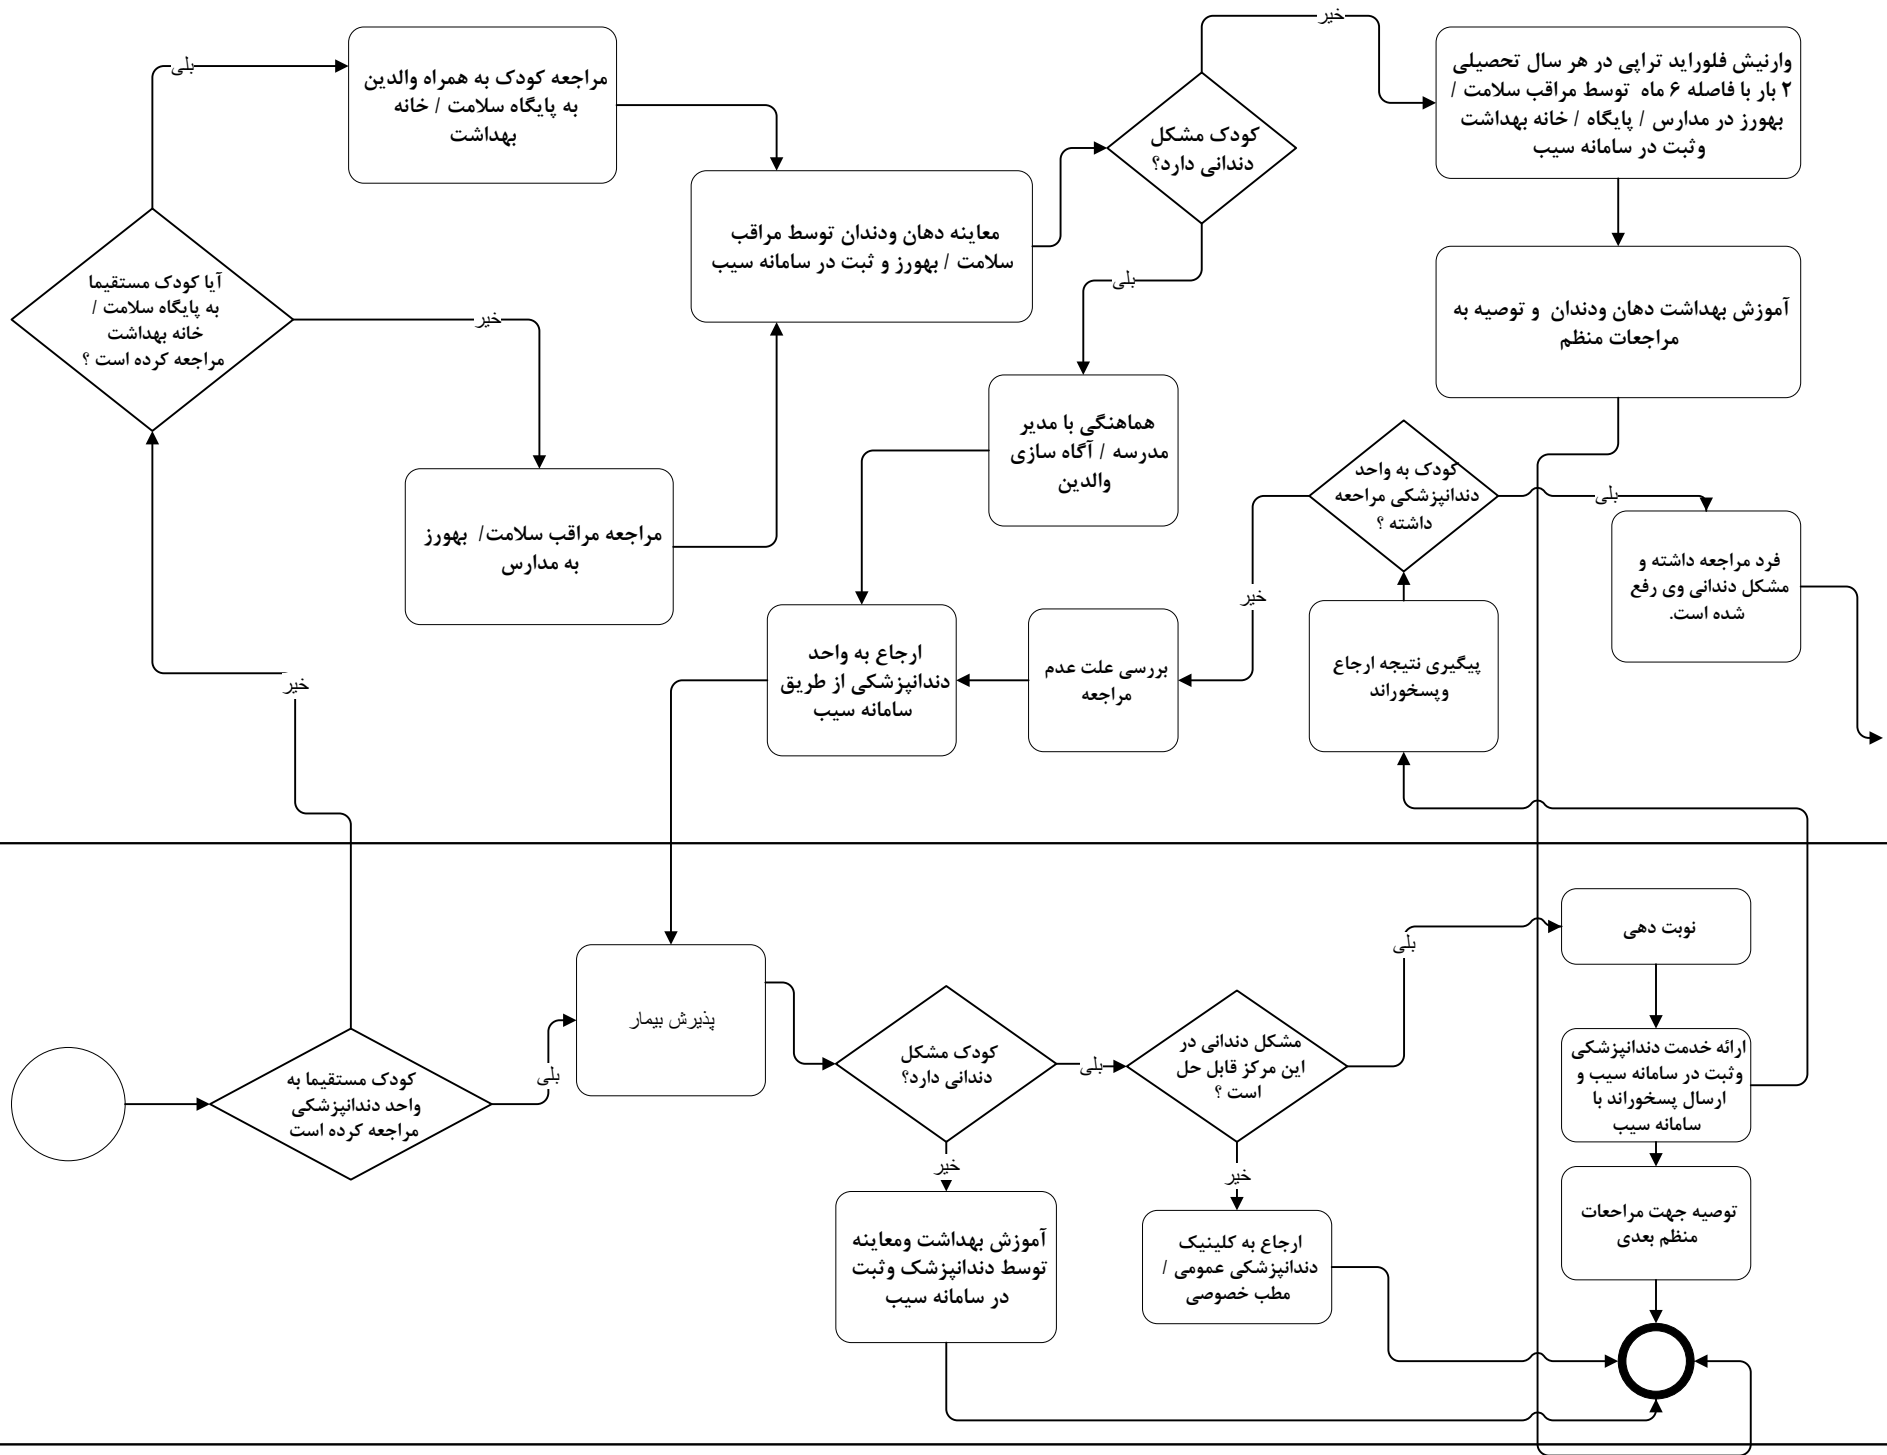 خیر
بلی
مراجعه کودک به همراه والدین
به پایگاه سلامت / خانه
بهداشت
وارنیش فلوراید تراپی در هر سال تحصیلی
۲ بار با فاصله ۶ ماه توسط مراقب سلامت /
بهورز در مدارس / پایگاه / خانه بهداشت
وثبت در سامانه سیب
کودک مشکل
دندانی دارد؟
معاینه دهان ودندان توسط مراقب
سلامت / بهورز و ثبت در سامانه سیب
آیا کودک مستقیما
به پایگاه سلامت /
خانه بهداشت
مراجعه کرده است ؟
خیر
بلی
آموزش بهداشت دهان ودندان و توصیه به
مراجعات منظم
هماهنگی با مدیر
مدرسه / آگاه سازی
والدین
کودک به واحد
دندانپزشکی مراحعه
داشته ؟
بلی
مراجعه مراقب سلامت/ بهورز
به مدارس
فرد مراجعه داشته و
مشکل دندانی وی رفع
شده است.
خیر
ارجاع به واحد
دندانپزشکی از طریق
سامانه سیب
بررسی علت عدم
مراجعه
پیگیری نتیجه ارجاع
وپسخوراند
خیر
نوبت دهی
بلی
پذیرش بیمار
کودک مستقیما به
واحد دندانپزشکی
مراجعه کرده است
بلی
کودک مشکل
دندانی دارد؟
بلی
مشکل دندانی در
این مرکز قابل حل
است ؟
ارائه خدمت دندانپزشکی
وثبت در سامانه سیب و
ارسال پسخوراند با
سامانه سیب
خیر
خیر
آموزش بهداشت ومعاینه
توسط دندانپزشک وثبت
در سامانه سیب
ارجاع به کلینیک
دندانپزشکی عمومی /
مطب خصوصی
توصیه جهت مراحعات
منظم بعدی